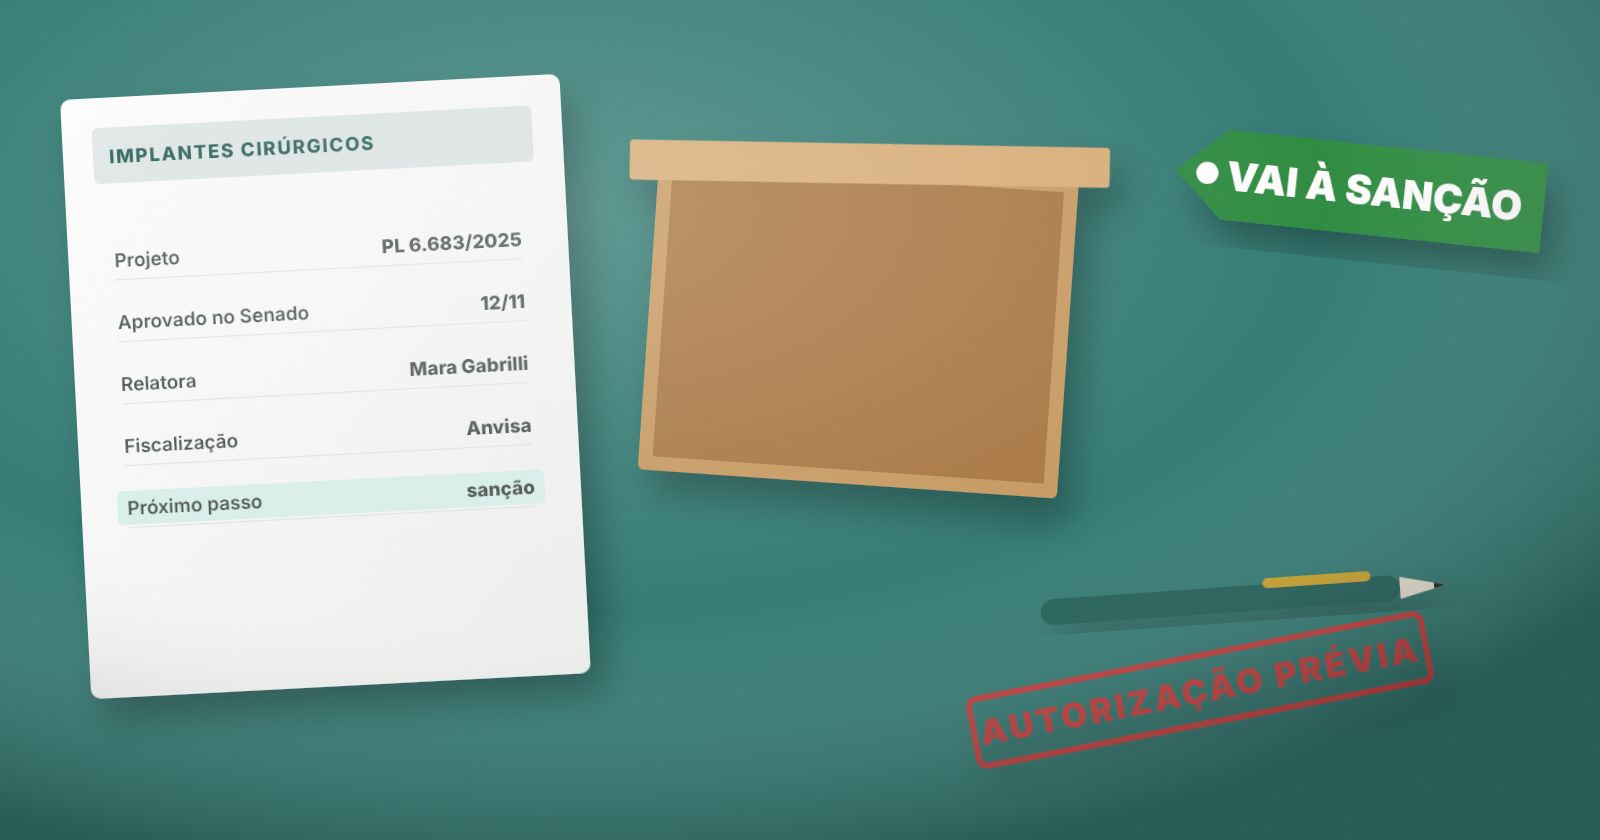 IMPLANTES CIRÚRGICOS
Projeto PL 6.683/2025
Aprovado no Senado 12/11
Relatora Mara Gabrilli
Fiscalização Anvisa
Próximo passo sanção
VAI À SANÇÃO
AUTORIZAÇÃO PRÉVIA